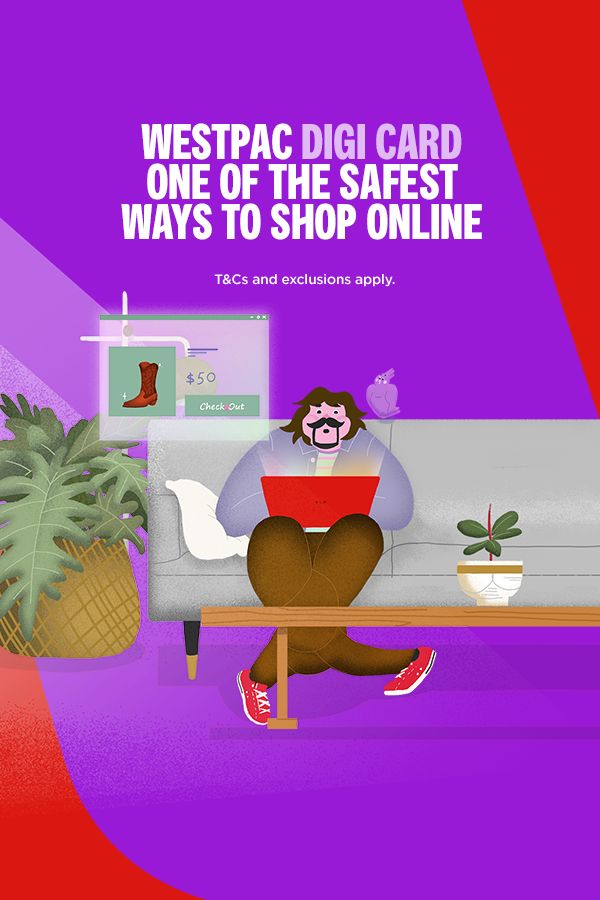 WESTPAC DIGI CARD
ONE OF THE SAFEST
WAYS TO SHOP ONLINE
T&Cs and exclusions apply.
$50
Check Out